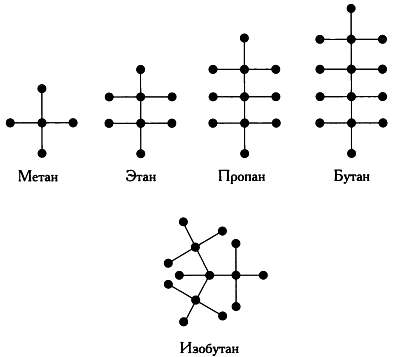 Метан Этан Пропан Бутан
Изобутан